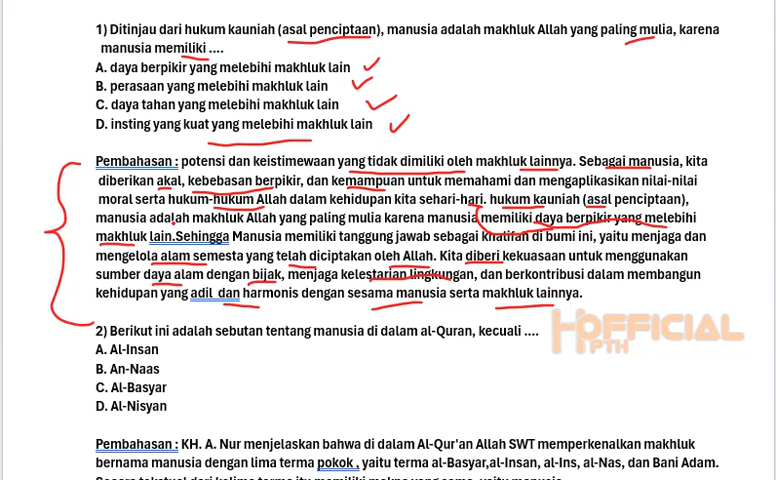 1) Ditinjau dari hukum kauniah (asal penciptaan), manusia adalah makhluk Allah yang paling mulia, karena
manusia memiliki ....
A. daya berpikir yang melebihi makhluk lain
B. perasaan yang melebihi makhluk lain
C. daya tahan yang melebihi makhluk lain
D. insting yang kuat yang melebihi makhluk lain
Pembahasan : potensi dan keistimewaan yang tidak dimiliki oleh makhluk lainnya. Sebagai manusia, kita
diberikan akal, kebebasan berpikir, dan kemampuan untuk memahami dan mengaplikasikan nilai-nilai
moral serta hukum-hukum Allah dalam kehidupan kita sehari-hari. hukum kauniah (asal penciptaan),
manusia adalah makhluk Allah yang paling mulia karena manusia memiliki daya berpikir yang melebihi
makhluk lain.Sehingga Manusia memiliki tanggung jawab sebagai khalifah di bumi ini, yaitu menjaga dan
mengelola alam semesta yang telah diciptakan oleh Allah. Kita diberi kekuasaan untuk menggunakan
sumber daya alam dengan bijak, menjaga kelestarian lingkungan, dan berkontribusi dalam membangun
kehidupan yang adil dan harmonis dengan sesama manusia serta makhluk lainnya.
2) Berikut ini adalah sebutan tentang manusia di dalam al-Quran, kecuali ....
HOFFICIAL
PTH
A. Al-Insan
B. An-Naas
C. Al-Basyar
D. Al-Nisyan
Pembahasan : KH. A. Nur menjelaskan bahwa di dalam Al-Qur'an Allah SWT memperkenalkan makhluk
bernama manusia dengan lima terma pokok , yaitu terma al-Basyar,al-Insan, al-Ins, al-Nas, dan Bani Adam.